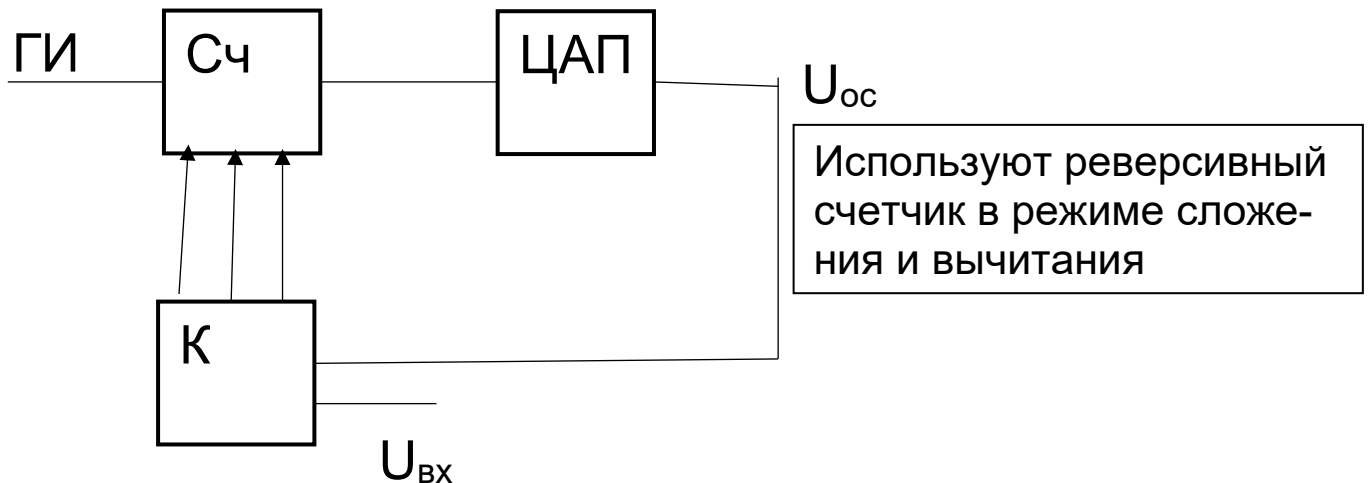 ГИ
Сч
ЦАП
Uос
Используют реверсивный
счетчик в режиме сложе-
ния и вычитания
К
Uвх